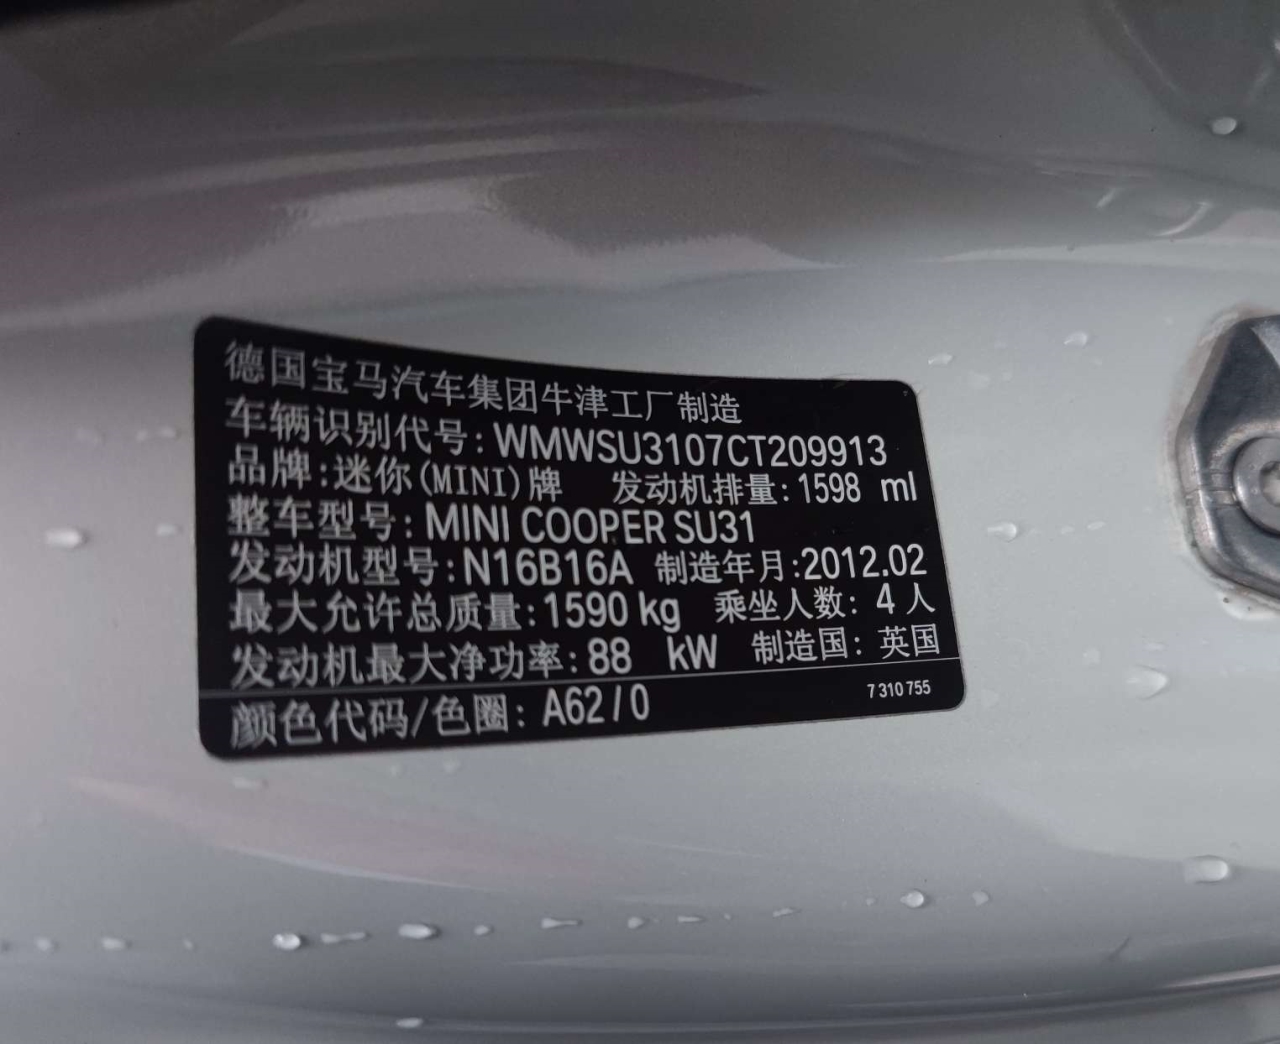 德国宝马汽车集团牛津工厂制造
车辆识别代号: WMWSU3107CT209913
品牌:迷你(MINI)牌 发动机排量:1598 ml
整车型号: MINI COOPER SU31
发动机型号:N16B16A 制造年月:2012.02
最大允许总质量:1590 kg 乘坐人数: 4 人
发动机最大净功率:88 kW 制造国: 英国
颜色代码/色圈: A62/0 7 310 755